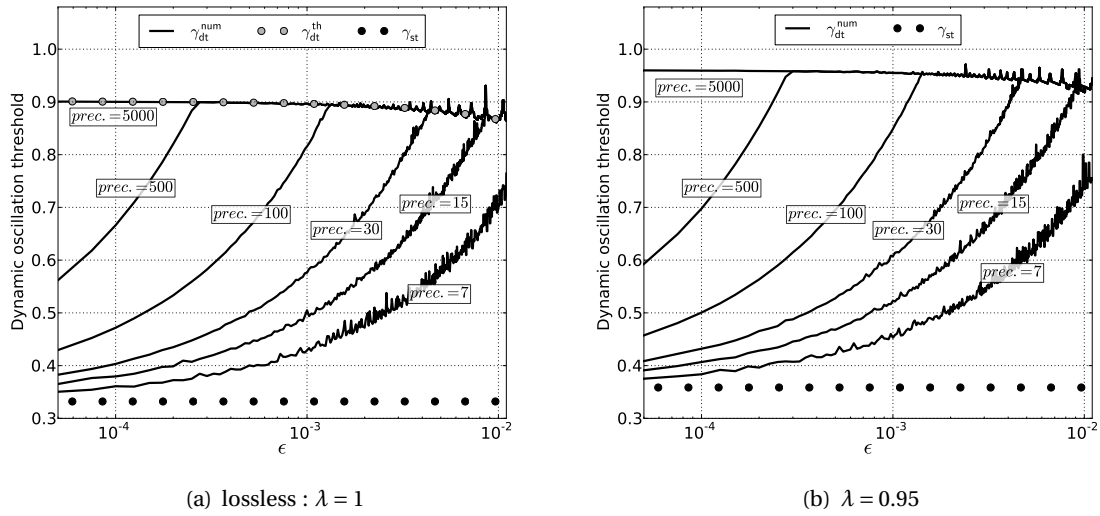 γ_dt^num γ_dt^th γ_st
Dynamic oscillation threshold
1.0
0.9
0.8
0.7
0.6
0.5
0.4
0.3
prec. = 5000
prec. = 500
prec. = 100
prec. = 30
prec. = 15
prec. = 7
10^-4 10^-3 10^-2
ϵ
(a) lossless : λ = 1
γ_dt^num γ_st
Dynamic oscillation threshold
1.0
0.9
0.8
0.7
0.6
0.5
0.4
0.3
prec. = 5000
prec. = 500
prec. = 100
prec. = 30
prec. = 15
prec. = 7
10^-4 10^-3 10^-2
ϵ
(b) λ = 0.95